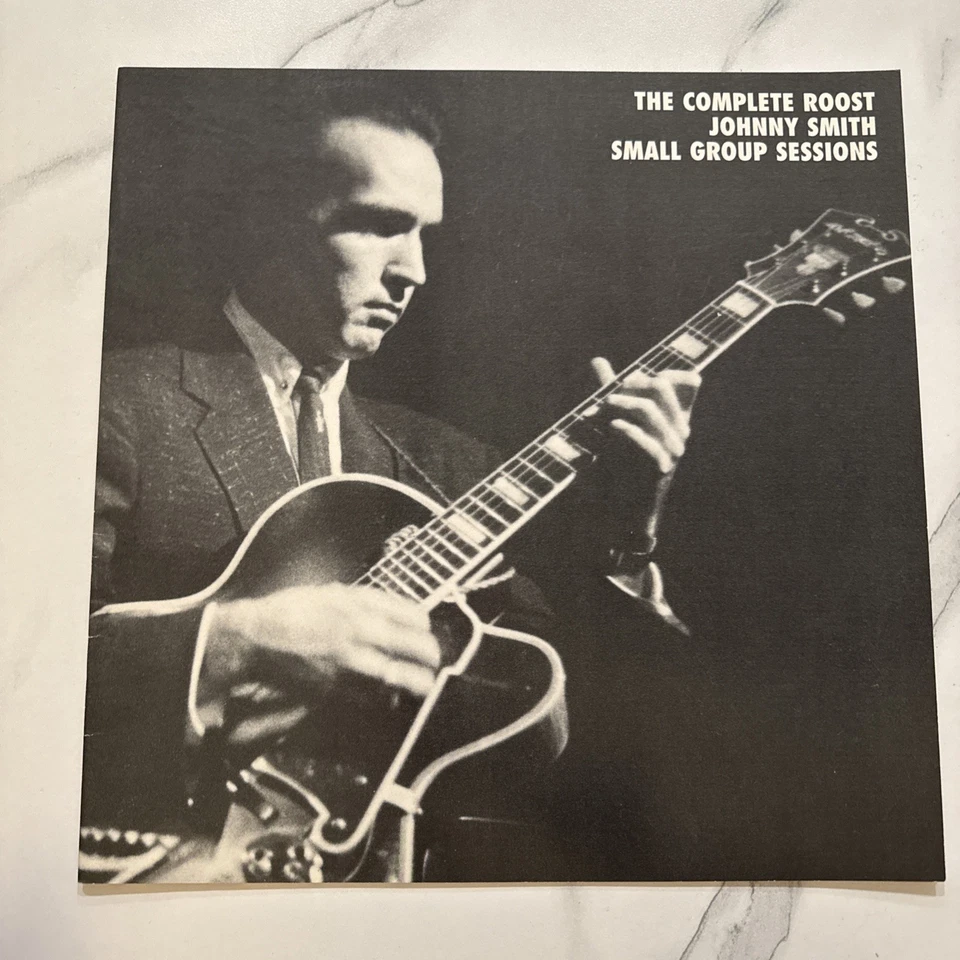 THE COMPLETE ROOST
JOHNNY SMITH
SMALL GROUP SESSIONS